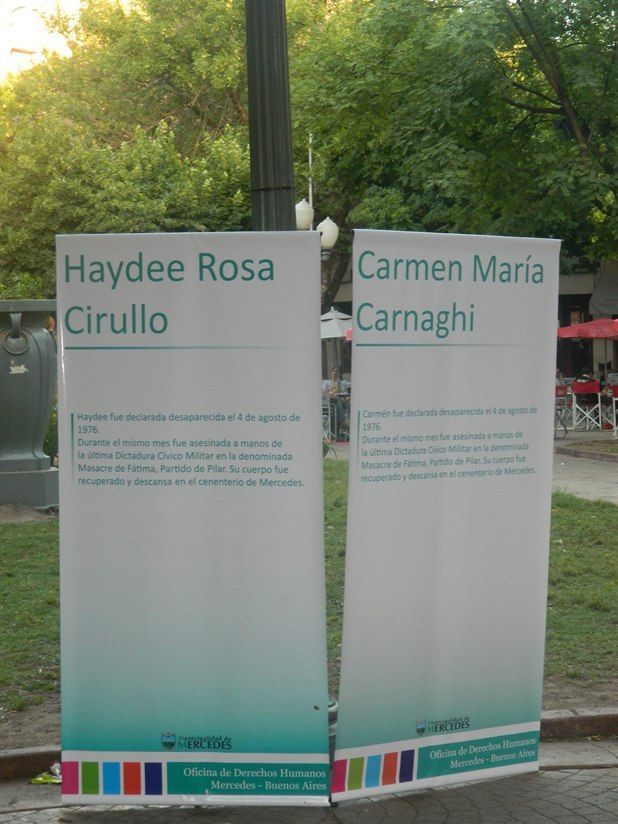 Haydee Rosa
Cirullo
Haydee fue declarada desaparecida el 4 de agosto de
1976.
Durante el mismo mes fue asesinada a manos de
la última Dictadura Cívico Militar en la denominada
Masacre de Fátima, Partido de Pilar. Su cuerpo fue
recuperado y descansa en el cenenterio de Mercedes.
Municipalidad de
MERCEDES
Oficina de Derechos Humanos
Mercedes - Buenos Aires
Carmen María
Carnaghi
Carmén fue declarada desaparecida el 4 de agosto de
1976.
Durante el mismo mes fue asesinada a manos de
la última Dictadura Cívico Militar en la denominada
Masacre de Fátima, Partido de Pilar. Su cuerpo fue
recuperado y descansa en el cenenterio de Mercedes.
Municipalidad de
MERCEDES
Oficina de Derechos Humanos
Mercedes - Buenos Aires